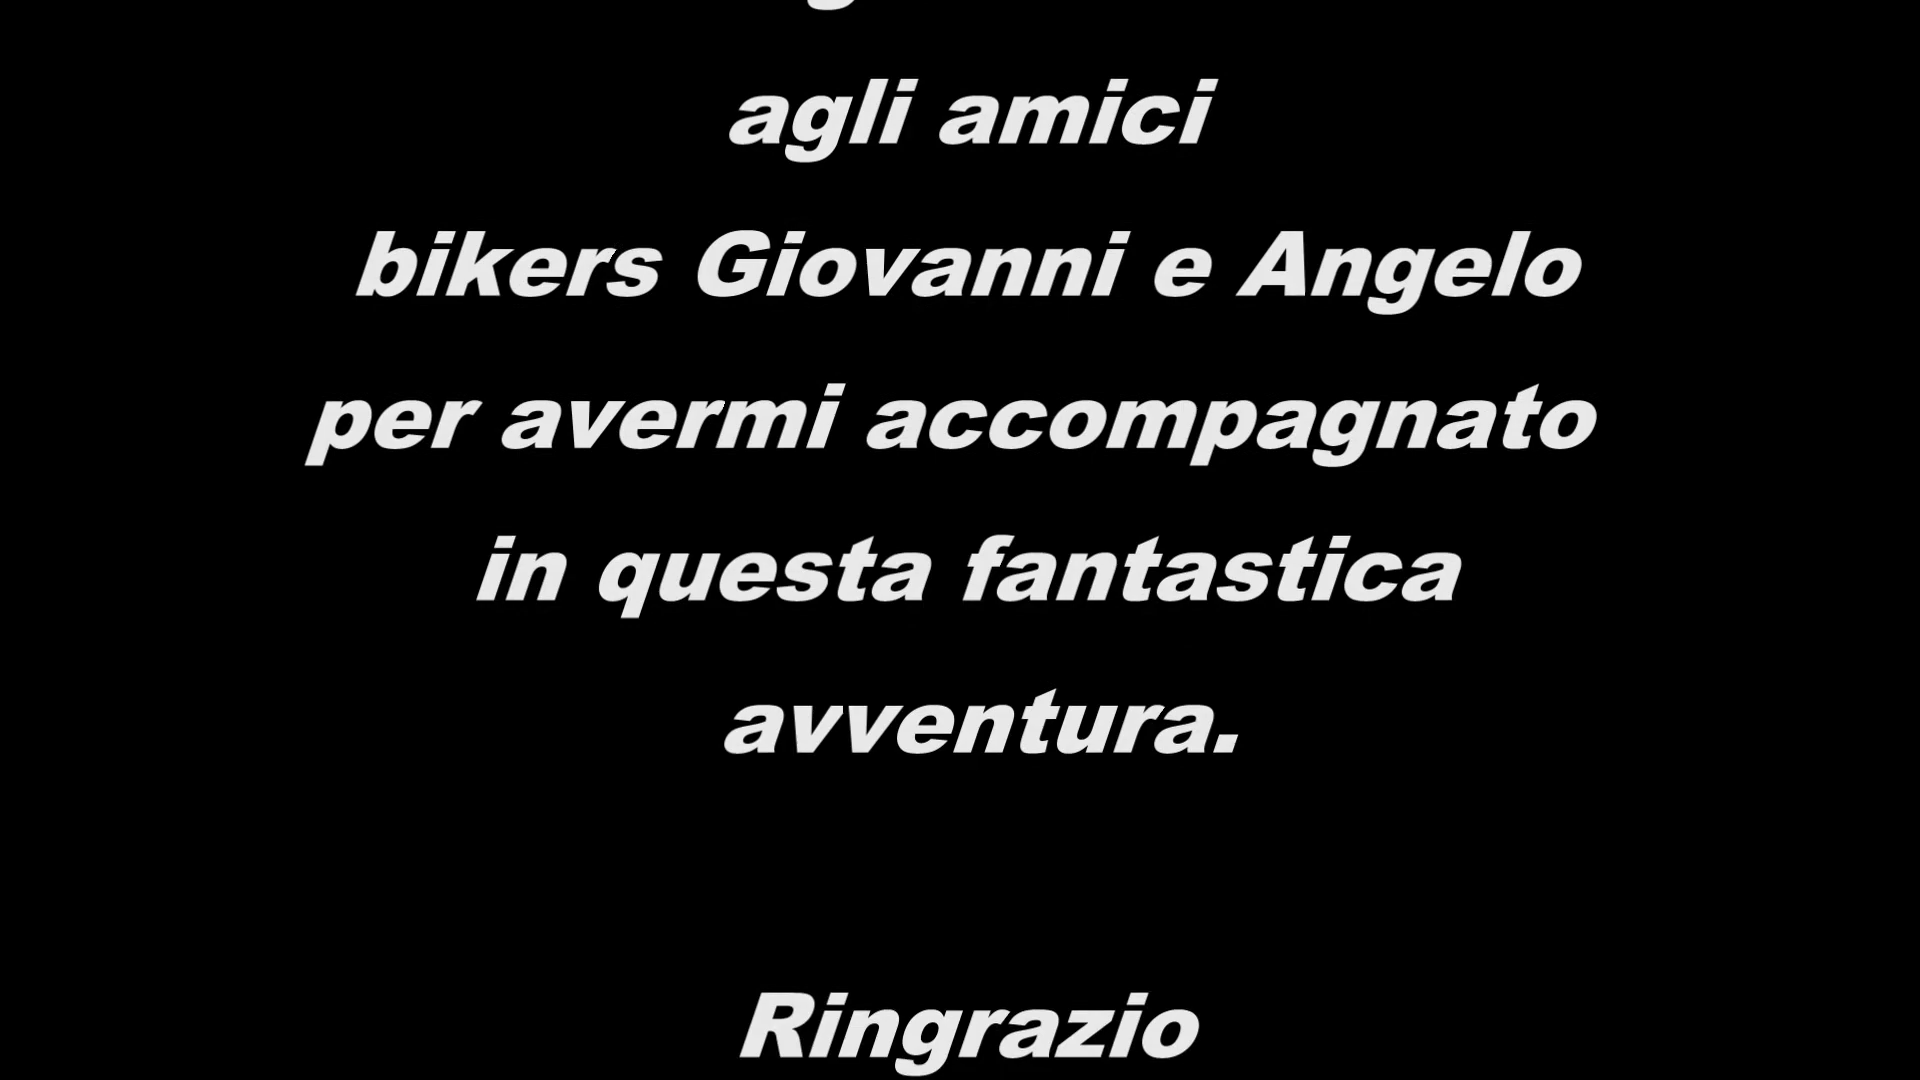 agli amici
bikers Giovanni e Angelo
per avermi accompagnato
in questa fantastica
avventura.
Ringrazio